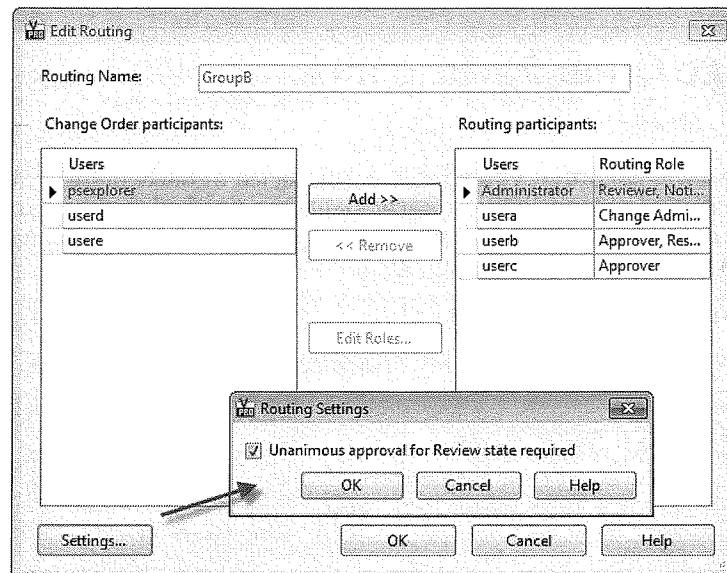 Edit Routing
Routing Name: GroupB
Change Order participants:
Users
psexplorer
userd
usere
Add >>
<< Remove
Edit Roles...
Routing participants:
Users Routing Role
Administrator Reviewer, Noti...
usera Change Admi...
userb Approver, Res...
userc Approver
Routing Settings
Unanimous approval for Review state required
OK Cancel Help
Settings... OK Cancel Help